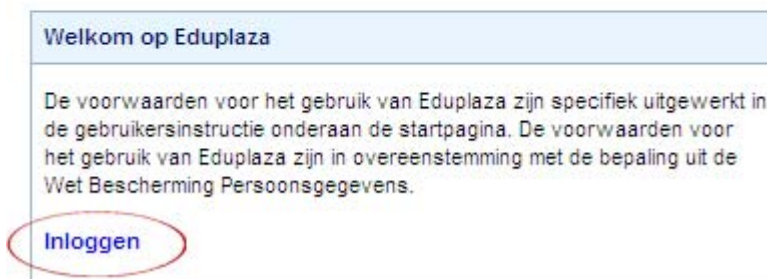 Welkom op Eduplaza
De voorwaarden voor het gebruik van Eduplaza zijn specifiek uitgewerkt in
de gebruikersinstructie onderaan de startpagina. De voorwaarden voor
het gebruik van Eduplaza zijn in overeenstemming met de bepaling uit de
Wet Bescherming Persoonsgegevens.
Inloggen